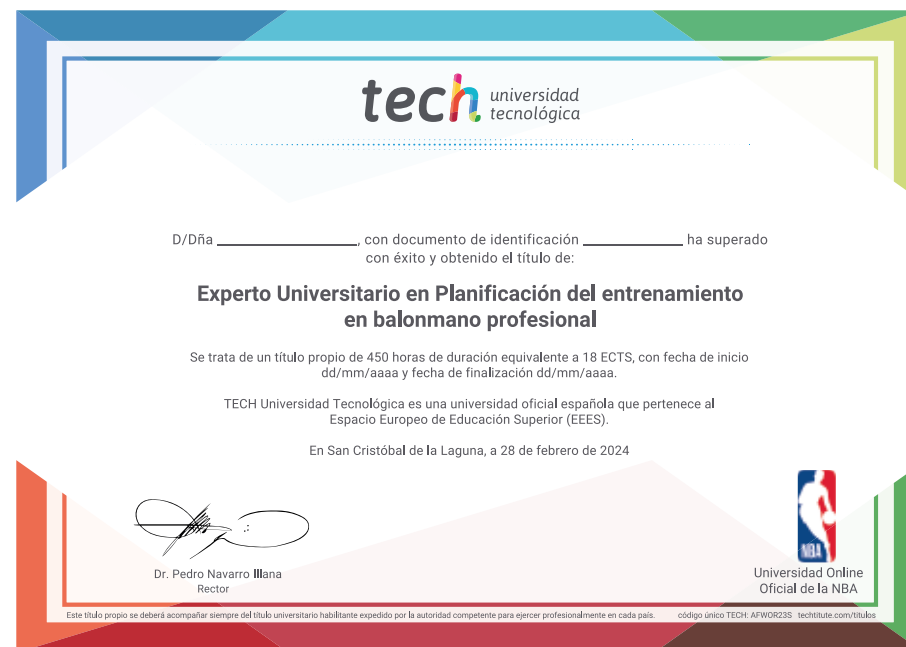 tech universidad
tecnológica
D/Dña ____________________, con documento de identificación ______________ ha superado
con éxito y obtenido el título de:
Experto Universitario en Planificación del entrenamiento
en balonmano profesional
Se trata de un título propio de 450 horas de duración equivalente a 18 ECTS, con fecha de inicio
dd/mm/aaaa y fecha de finalización dd/mm/aaaa.
TECH Universidad Tecnológica es una universidad oficial española que pertenece al
Espacio Europeo de Educación Superior (EEES).
En San Cristóbal de la Laguna, a 28 de febrero de 2024
Dr. Pedro Navarro Illana
Rector
NBA
Universidad Online
Oficial de la NBA
Este título propio se deberá acompañar siempre del título universitario habilitante expedido por la autoridad competente para ejercer profesionalmente en cada país. código único TECH: AFWOR23S techtitute.com/titulos